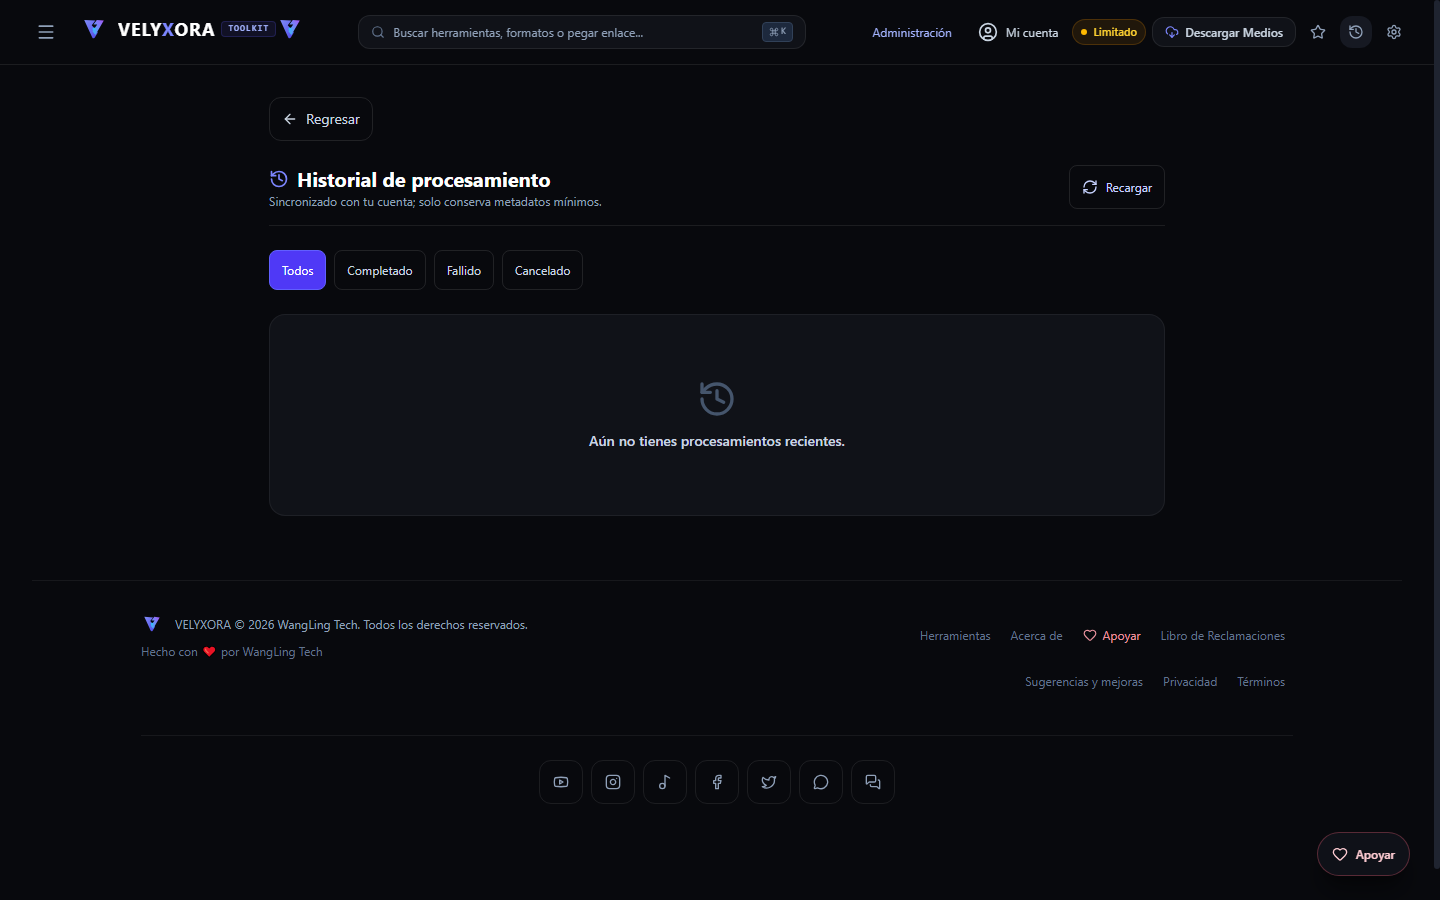 VELYXORA TOOLKIT
Buscar herramientas, formatos o pegar enlace...
⌘K
Administración
Mi cuenta
Limitado
Descargar Medios
Regresar
Historial de procesamiento
Sincronizado con tu cuenta; solo conserva metadatos mínimos.
Recargar
Todos
Completado
Fallido
Cancelado
Aún no tienes procesamientos recientes.
VELYXORA © 2026 WangLing Tech. Todos los derechos reservados.
Hecho con ❤ por WangLing Tech
Herramientas
Acerca de
Apoyar
Libro de Reclamaciones
Sugerencias y mejoras
Privacidad
Términos
Apoyar